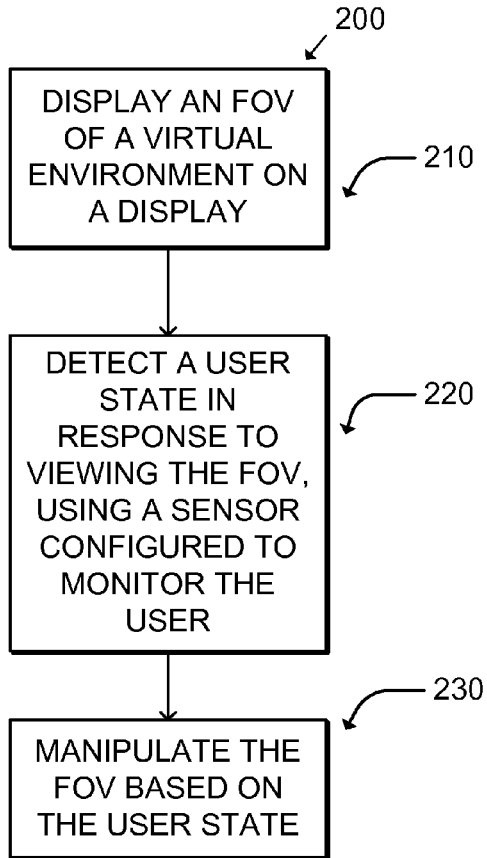 200
DISPLAY AN FOV
OF A VIRTUAL
ENVIRONMENT ON
A DISPLAY
210
DETECT A USER
STATE IN
RESPONSE TO
VIEWING THE FOV,
USING A SENSOR
CONFIGURED TO
MONITOR THE
USER
220
230
MANIPULATE THE
FOV BASED ON
THE USER STATE